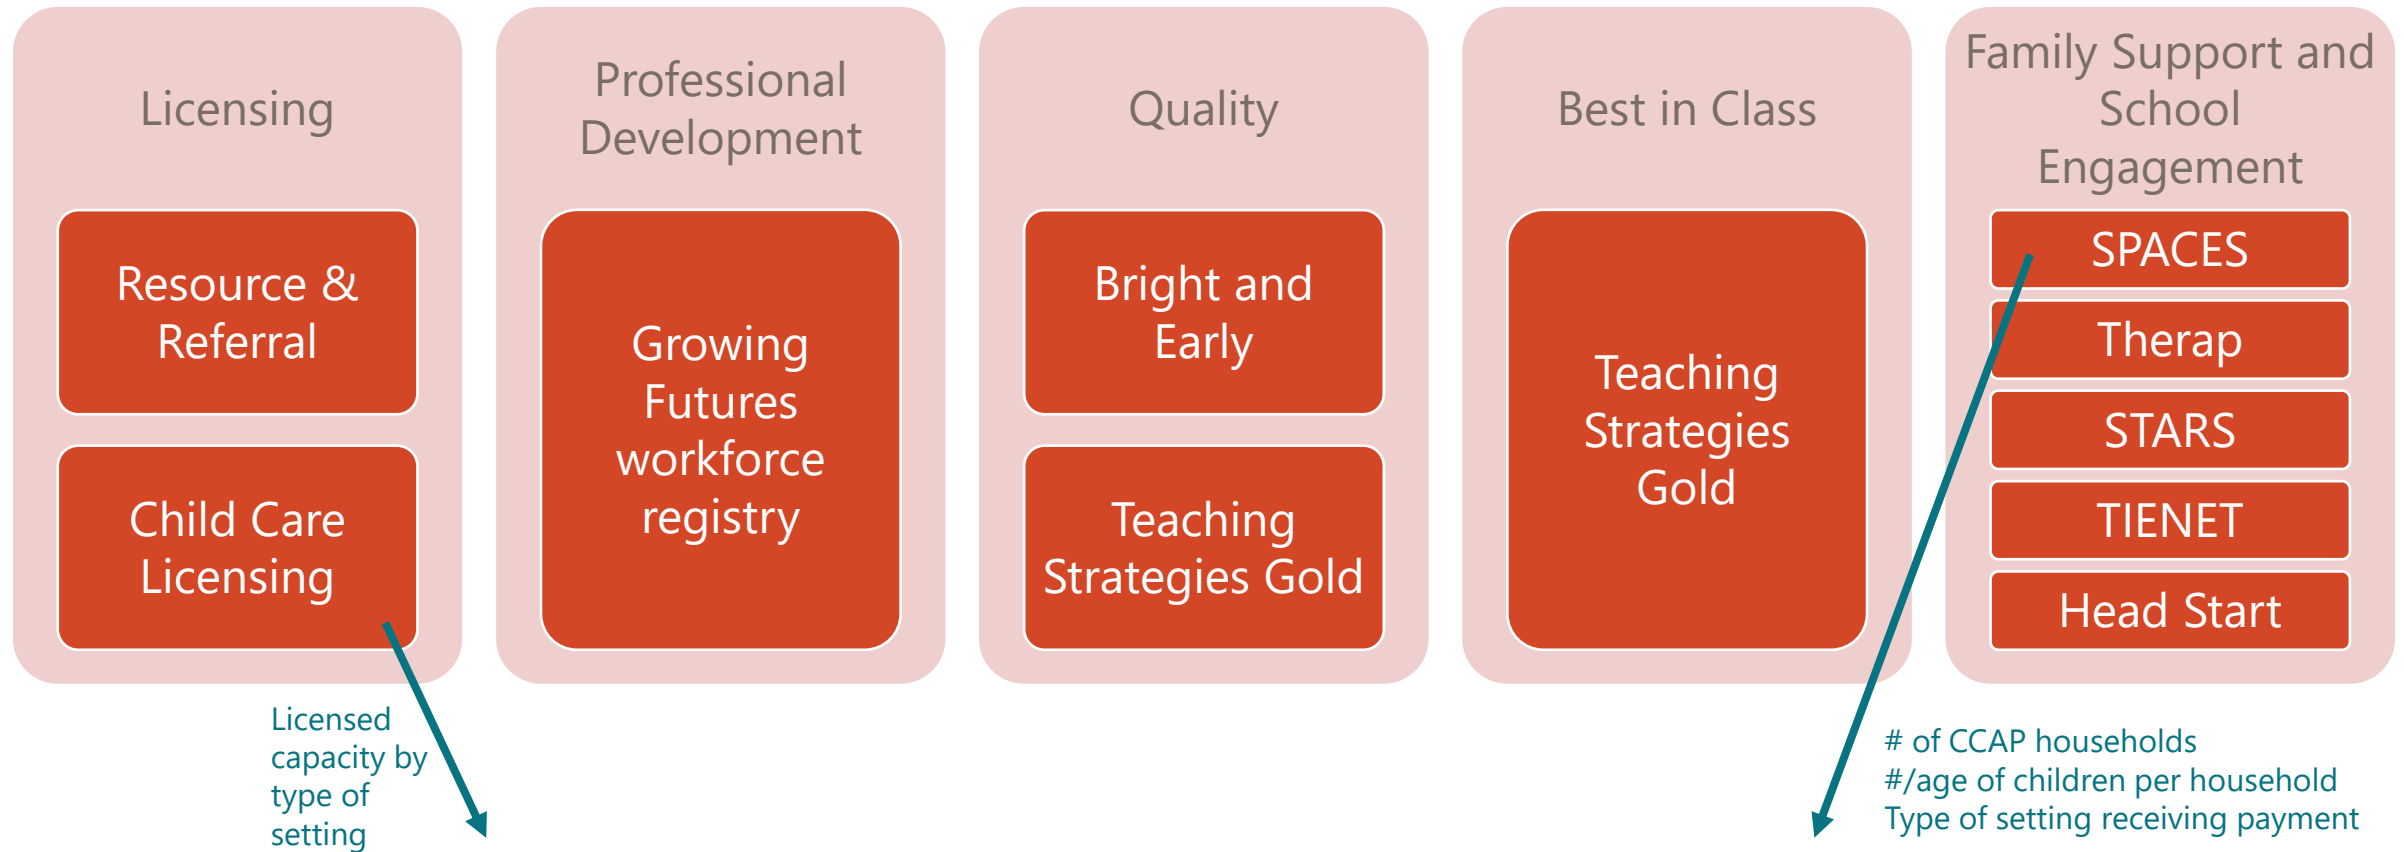 Licensing
Resource &
Referral
Child Care
Licensing
Professional
Development
Growing
Futures
workforce
registry
Quality
Bright and
Early
Teaching
Strategies Gold
Best in Class
Teaching
Strategies
Gold
Family Support and
School
Engagement
SPACES
Therap
STARS
TIENET
Head Start
Licensed
capacity by
type of
setting
# of CCAP households
#/age of children per household
Type of setting receiving payment